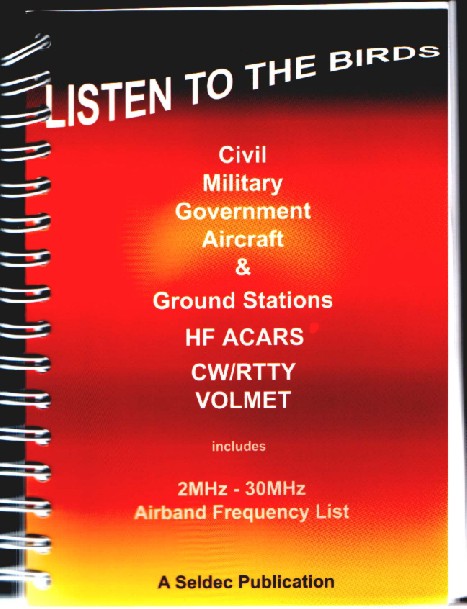 LISTEN TO THE BIRDS
Civil
Military
Government
Aircraft
&
Ground Stations
HF ACARS
CW/RTTY
VOLMET
includes
2MHz - 30MHz
Airband Frequency List
A Seldec Publication